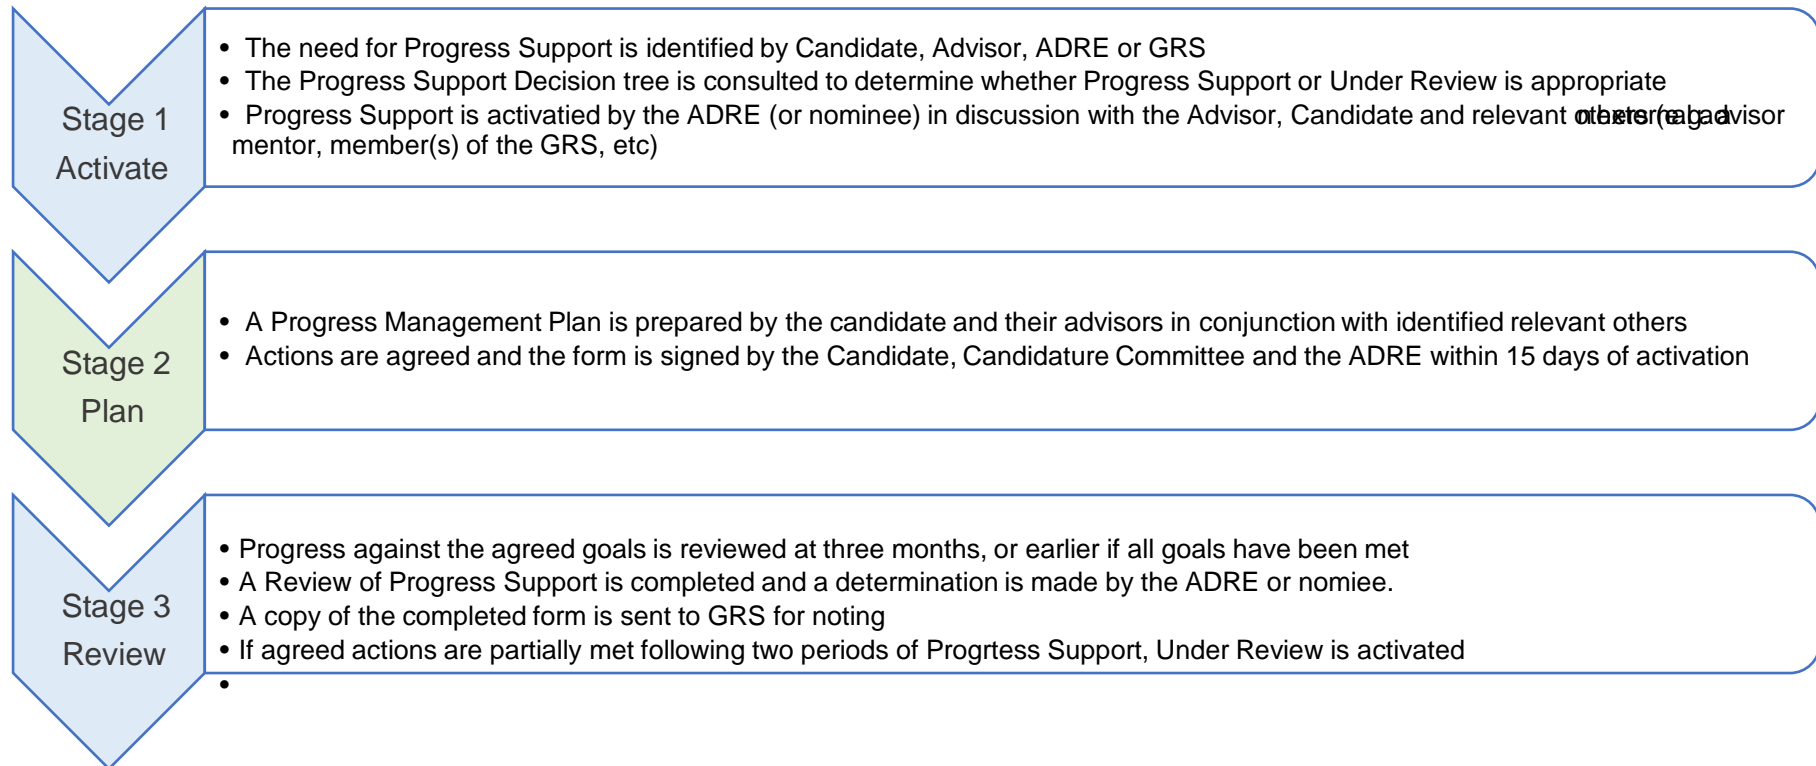 Stage 1
Activate
• The need for Progress Support is identified by Candidate, Advisor, ADRE or GRS
• The Progress Support Decision tree is consulted to determine whether Progress Support or Under Review is appropriate
• Progress Support is activatied by the ADRE (or nominee) in discussion with the Advisor, Candidate and relevant advisor
mentor, member(s) of the GRS, etc)
Stage 2
Plan
• A Progress Management Plan is prepared by the candidate and their advisors in conjunction with identified relevant others
• Actions are agreed and the form is signed by the Candidate, Candidature Committee and the ADRE within 15 days of activation
Stage 3
Review
• Progress against the agreed goals is reviewed at three months, or earlier if all goals have been met
• A Review of Progress Support is completed and a determination is made by the ADRE or nomiee.
• A copy of the completed form is sent to GRS for noting
• If agreed actions are partially met following two periods of Progrtess Support, Under Review is activated
•